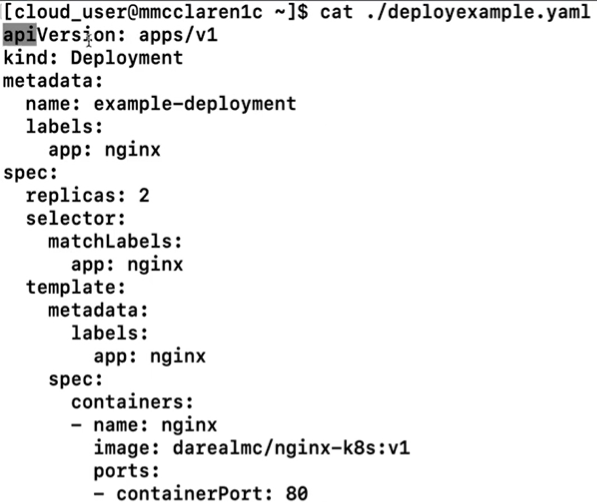 [cloud_user@mmcclaren1c ~]$ cat ./deployexample.yaml
apiVersion: apps/v1
kind: Deployment
metadata:
  name: example-deployment
  labels:
    app: nginx
spec:
  replicas: 2
  selector:
    matchLabels:
      app: nginx
  template:
    metadata:
      labels:
        app: nginx
    spec:
      containers:
      - name: nginx
        image: darealmc/nginx-k8s:v1
        ports:
        - containerPort: 80